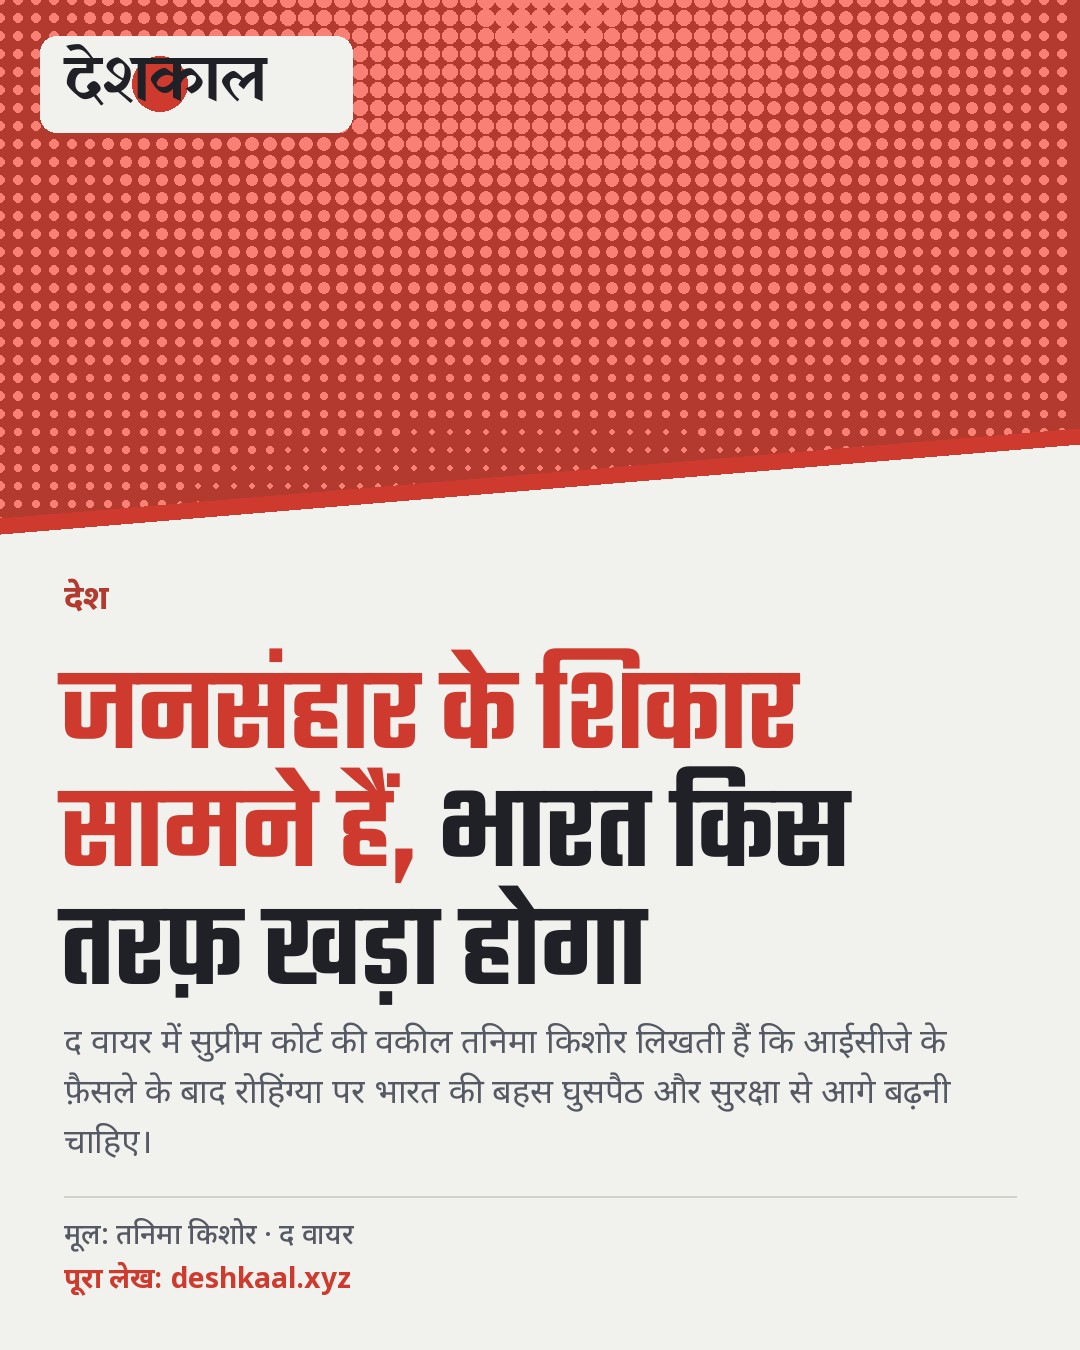 देशकाल
देश
जनसंहार के शिकार
सामने हैं, भारत किस
तरफ़ खड़ा होगा
द वायर में सुप्रीम कोर्ट की वकील तनिमा किशोर लिखती हैं कि आईसीजे के
फ़ैसले के बाद रोहिंग्या पर भारत की बहस घुसपैठ और सुरक्षा से आगे बढ़नी
चाहिए।
मूल: तनिमा किशोर · द वायर
पूरा लेख: deshkaal.xyz